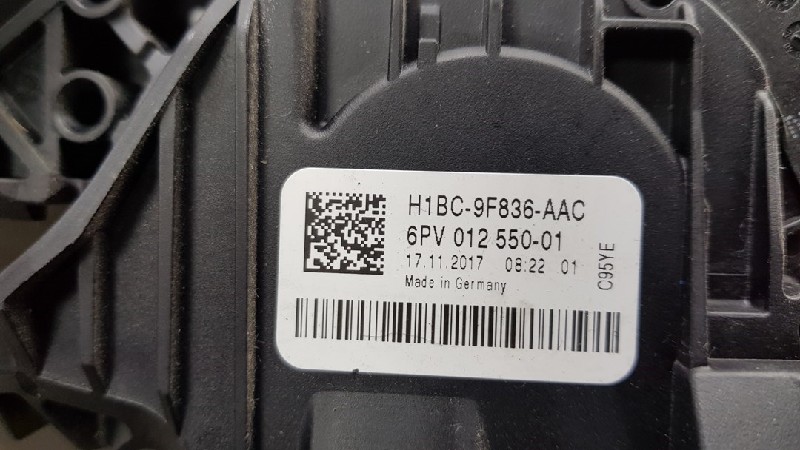 H1BC-9F836-AAC
6PV 012 550-01
17.11.2017 08:22 01
Made in Germany
C95YE